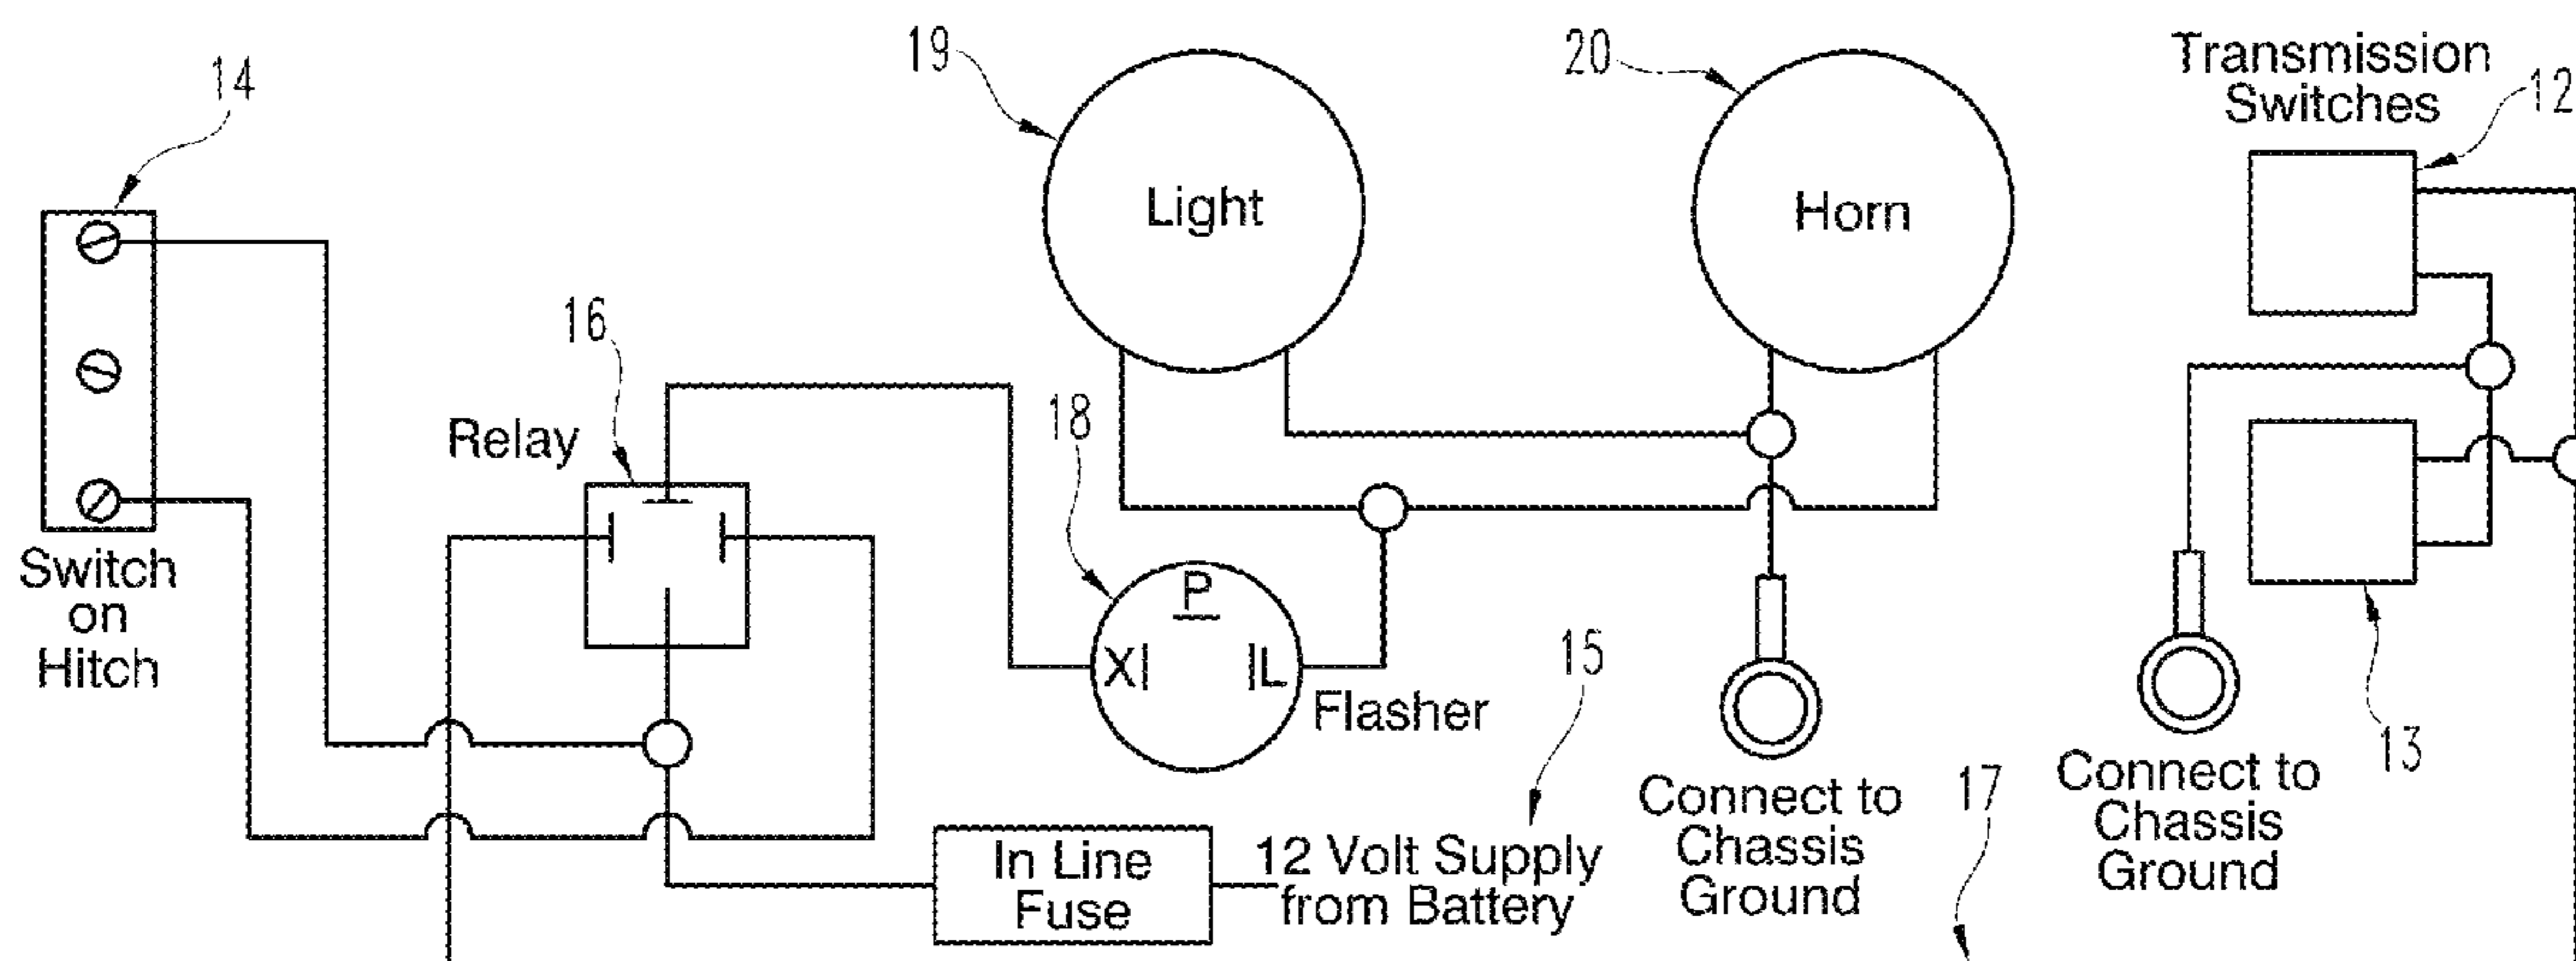 14
19
20
Transmission
Switches
12
Light
Horn
16
Relay
18
Switch
on
Hitch
P
X
L
Flasher
15
13
17
In Line
Fuse
12 Volt Supply
from Battery
Connect to
Chassis
Ground
Connect to
Chassis
Ground